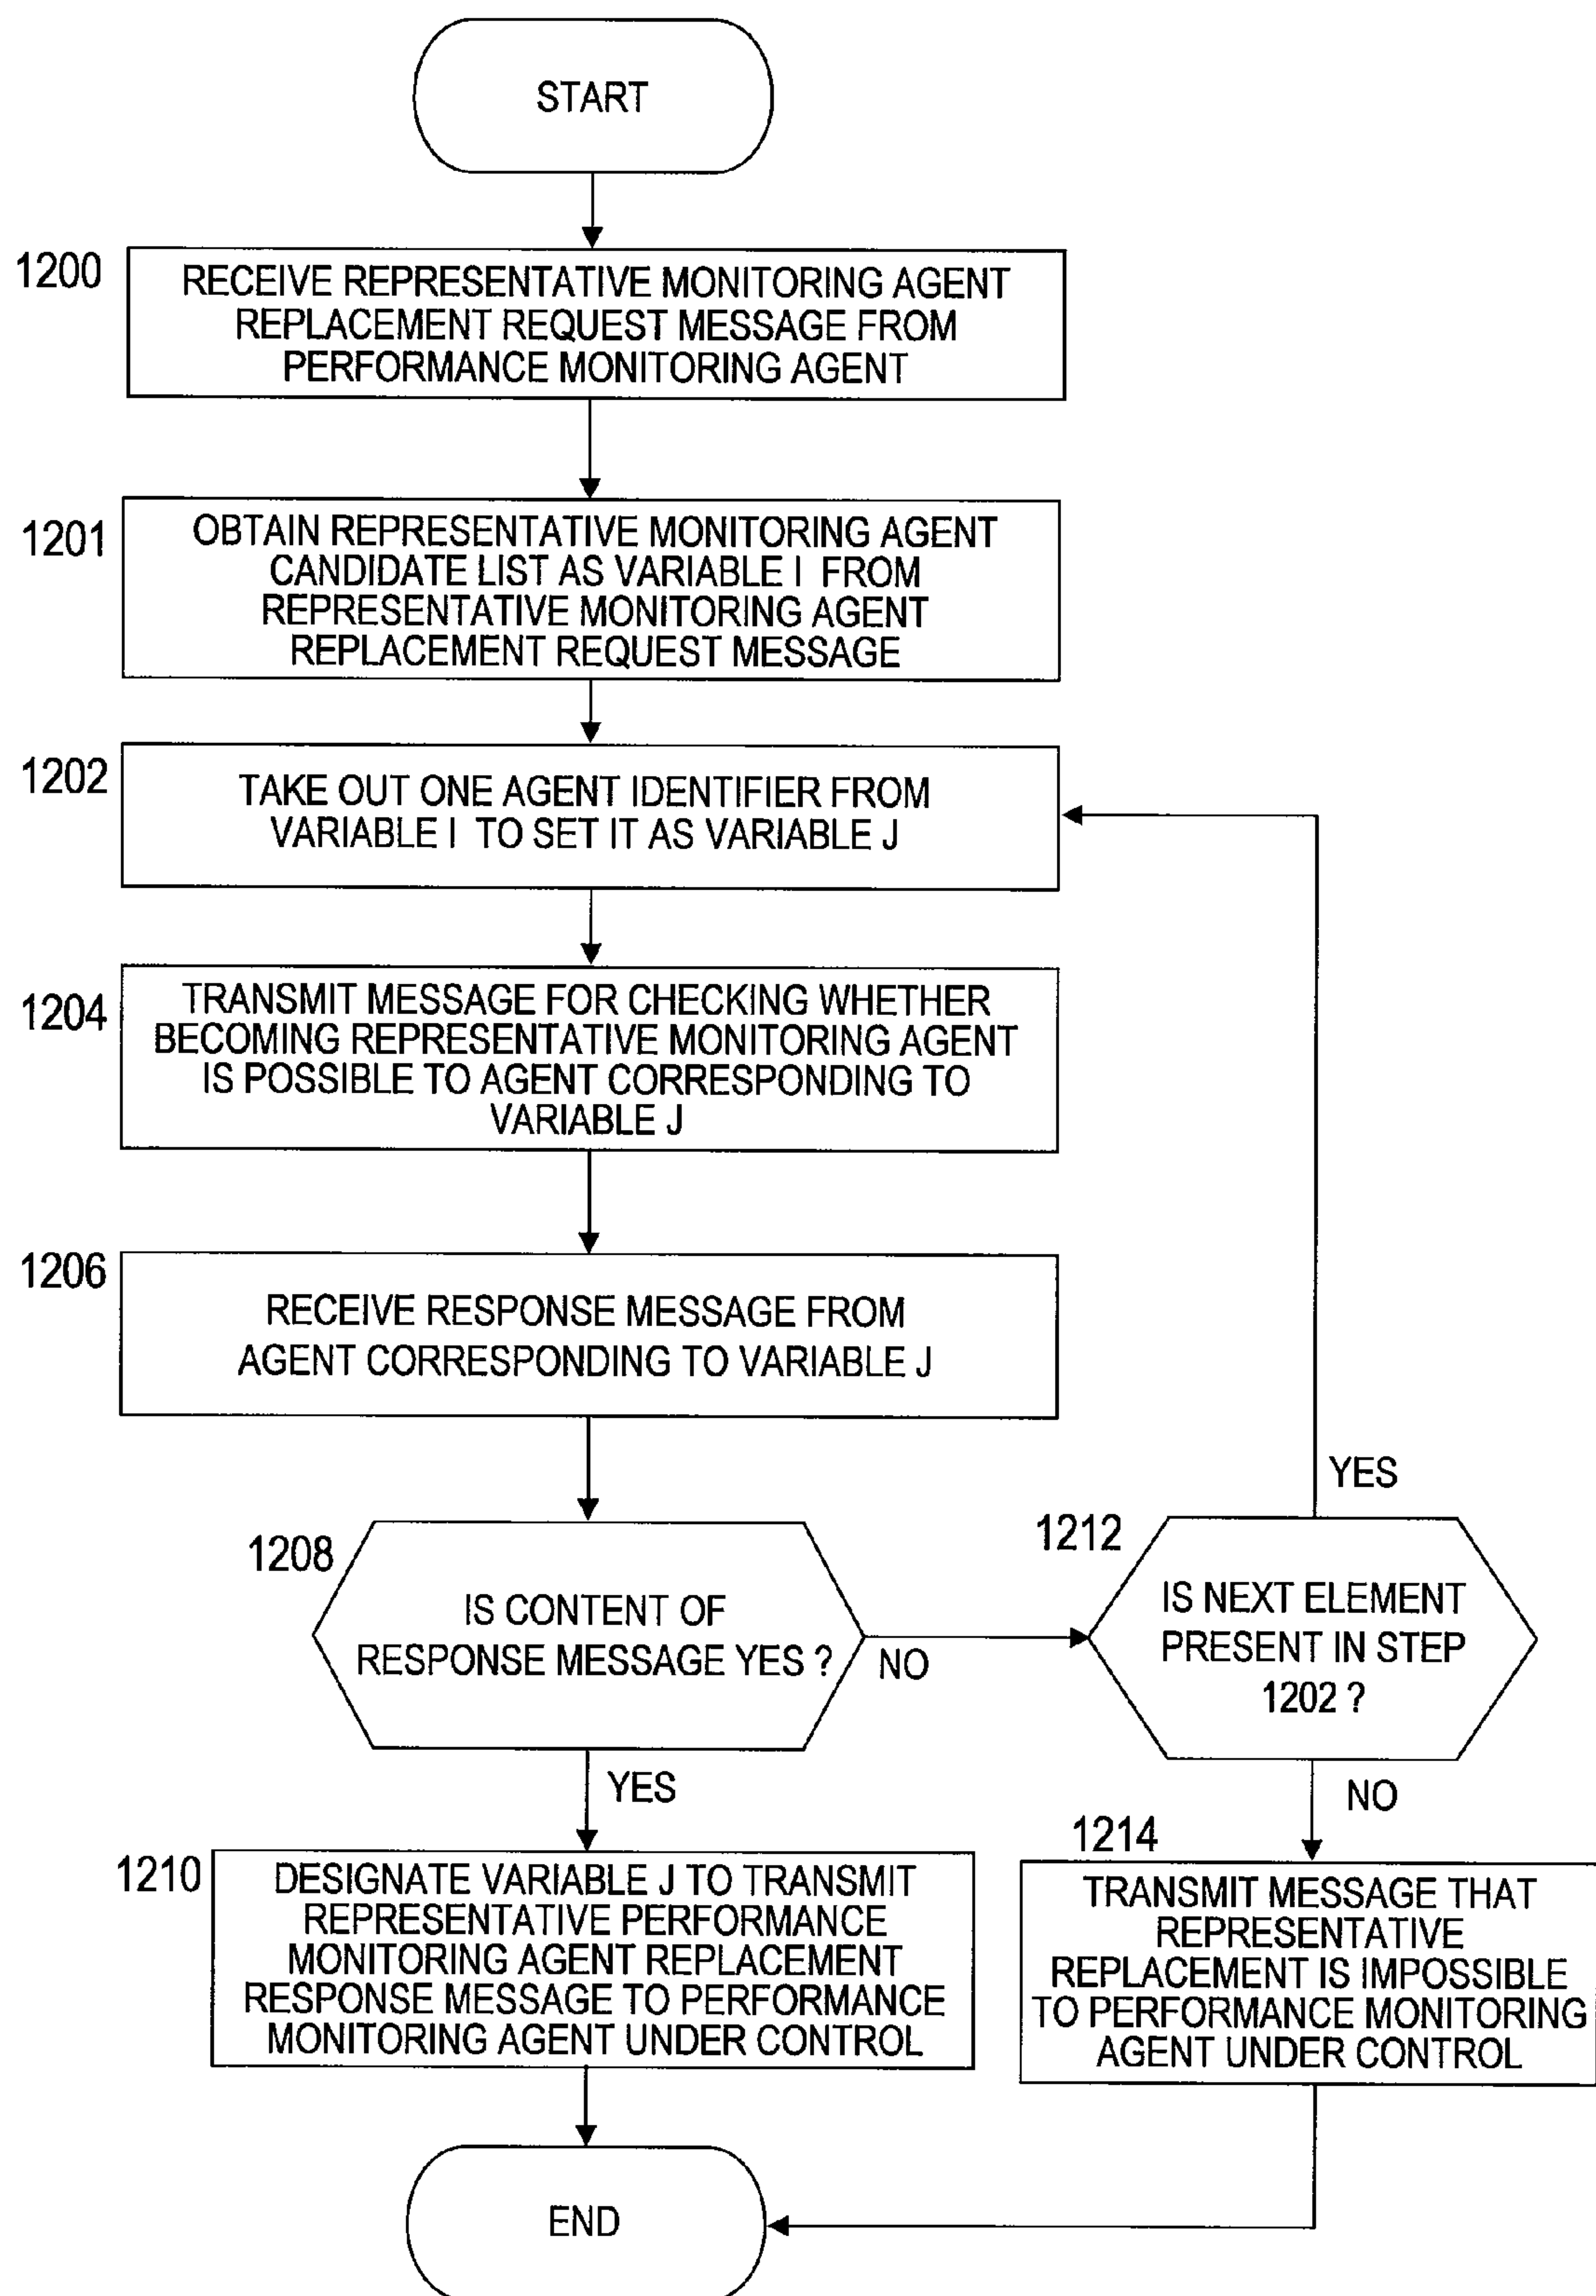 START
1200
RECEIVE REPRESENTATIVE MONITORING AGENT
REPLACEMENT REQUEST MESSAGE FROM
PERFORMANCE MONITORING AGENT
1201
OBTAIN REPRESENTATIVE MONITORING AGENT
CANDIDATE LIST AS VARIABLE I FROM
REPRESENTATIVE MONITORING AGENT
REPLACEMENT REQUEST MESSAGE
1202
TAKE OUT ONE AGENT IDENTIFIER FROM
VARIABLE I TO SET IT AS VARIABLE J
1204
TRANSMIT MESSAGE FOR CHECKING WHETHER
BECOMING REPRESENTATIVE MONITORING AGENT
IS POSSIBLE TO AGENT CORRESPONDING TO
VARIABLE J
1206
RECEIVE RESPONSE MESSAGE FROM
AGENT CORRESPONDING TO VARIABLE J
1208
IS CONTENT OF
RESPONSE MESSAGE YES ?
NO
YES
1212
IS NEXT ELEMENT
PRESENT IN STEP
1202 ?
YES
NO
1210
DESIGNATE VARIABLE J TO TRANSMIT
REPRESENTATIVE PERFORMANCE
MONITORING AGENT REPLACEMENT
RESPONSE MESSAGE TO PERFORMANCE
MONITORING AGENT UNDER CONTROL
1214
TRANSMIT MESSAGE THAT
REPRESENTATIVE
REPLACEMENT IS IMPOSSIBLE
TO PERFORMANCE MONITORING
AGENT UNDER CONTROL
END